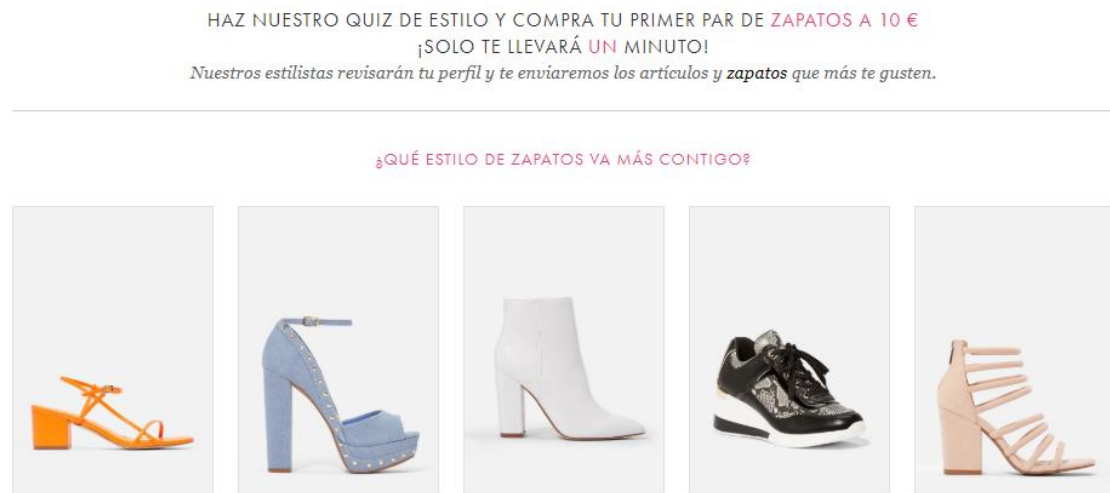 HAZ NUESTRO QUIZ DE ESTILO Y COMPRA TU PRIMER PAR DE ZAPATOS A 10 €
¡SOLO TE LLEVARÁ UN MINUTO!
Nuestros estilistas revisarán tu perfil y te enviaremos los artículos y zapatos que más te gusten.
¿QUÉ ESTILO DE ZAPATOS VA MÁS CONTIGO?